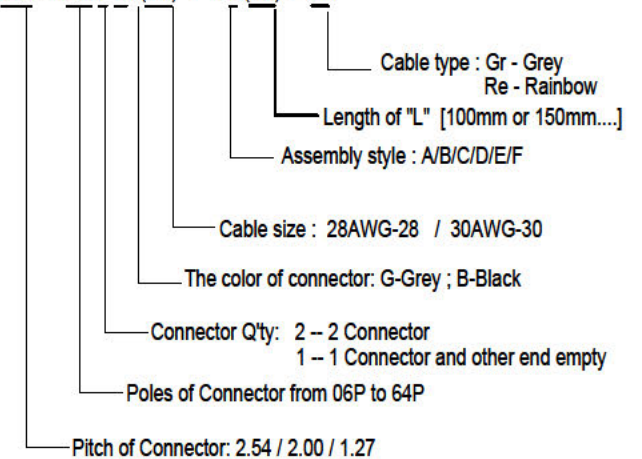 Cable type : Gr - Grey
Re - Rainbow
Length of "L" [100mm or 150mm....]
Assembly style : A/B/C/D/E/F
Cable size : 28AWG-28 / 30AWG-30
The color of connector: G-Grey ; B-Black
Connector Q'ty: 2 -- 2 Connector
1 -- 1 Connector and other end empty
Poles of Connector from 06P to 64P
Pitch of Connector: 2.54 / 2.00 / 1.27